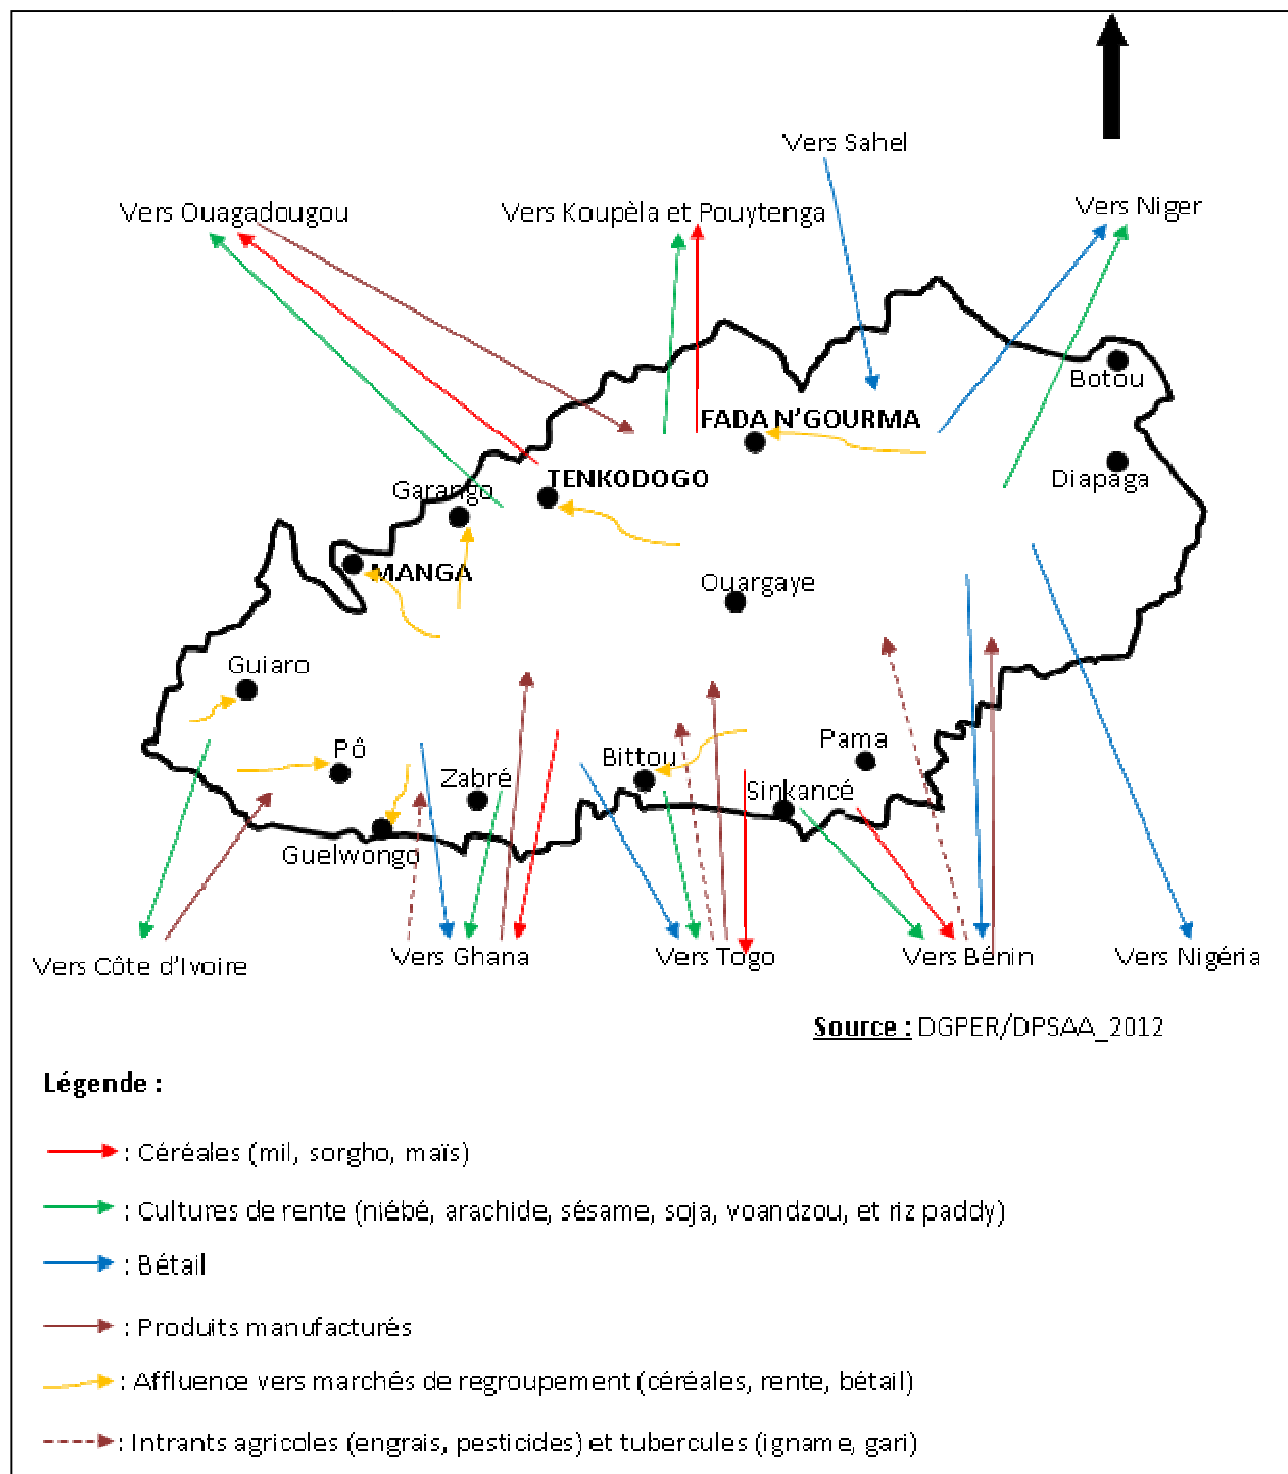 Vers Sahel
Vers Ouagadougou
Vers Koupèla et Pouytenga
Vers Niger
Botou
FADA N'GOURMA
Diapaga
TENKODOGO
Garango
MANGA
Ouargaye
Guiaro
Pô
Zabré
Bittou
Pama
Sinkancé
Guelwongo
Vers Côte d'Ivoire
Vers Ghana
Vers Togo
Vers Bénin
Vers Nigéria
Source : DGPER/DPSAA_2012
Légende :
: Céréales (mil, sorgho, maïs)
: Cultures de rente (niébé, arachide, sésame, soja, voandzou, et riz paddy)
: Bétail
: Produits manufacturés
: Affluence vers marchés de regroupement (céréales, rente, bétail)
: Intrants agricoles (engrais, pesticides) et tubercules (igname, gari)